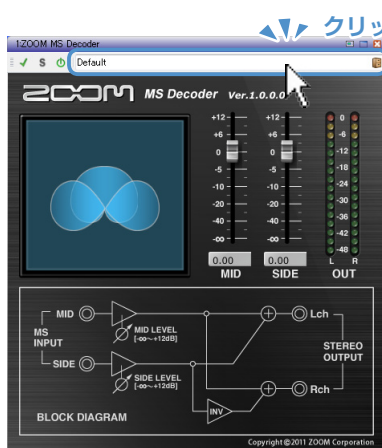 クリッ
1:ZOOM MS Decoder
S Default
ZOOM MS Decoder Ver.1.0.0.0
+12 +12 0
+6 +6 -6
0 0 -12
-5 -5 -18
-10 -10 -24
-20 -20 -30
-40 -40 -36
-∞ -∞ -42
-48
0.00 0.00 L R
MID SIDE OUT
MID
MS
INPUT
MID LEVEL
[-∞~+12dB]
SIDE
SIDE LEVEL
[-∞~+12dB]
INV
Lch
STEREO
OUTPUT
Rch
BLOCK DIAGRAM
Copyright©2011 ZOOM Corporation